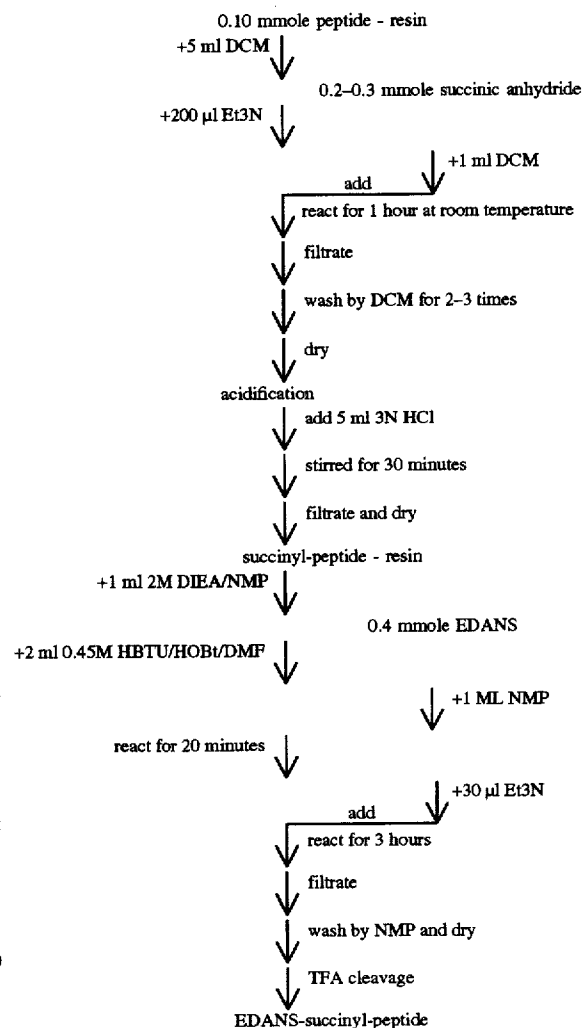 0.10 mmole peptide - resin
+5 ml DCM
0.2–0.3 mmole succinic anhydride
+200 µl Et3N
+1 ml DCM
add
react for 1 hour at room temperature
filtrate
wash by DCM for 2–3 times
dry
acidification
add 5 ml 3N HCl
stirred for 30 minutes
filtrate and dry
succinyl-peptide - resin
+1 ml 2M DIEA/NMP
0.4 mmole EDANS
+2 ml 0.45M HBTU/HOBt/DMF
+1 ML NMP
react for 20 minutes
+30 µl Et3N
add
react for 3 hours
filtrate
wash by NMP and dry
TFA cleavage
EDANS-succinyl-peptide